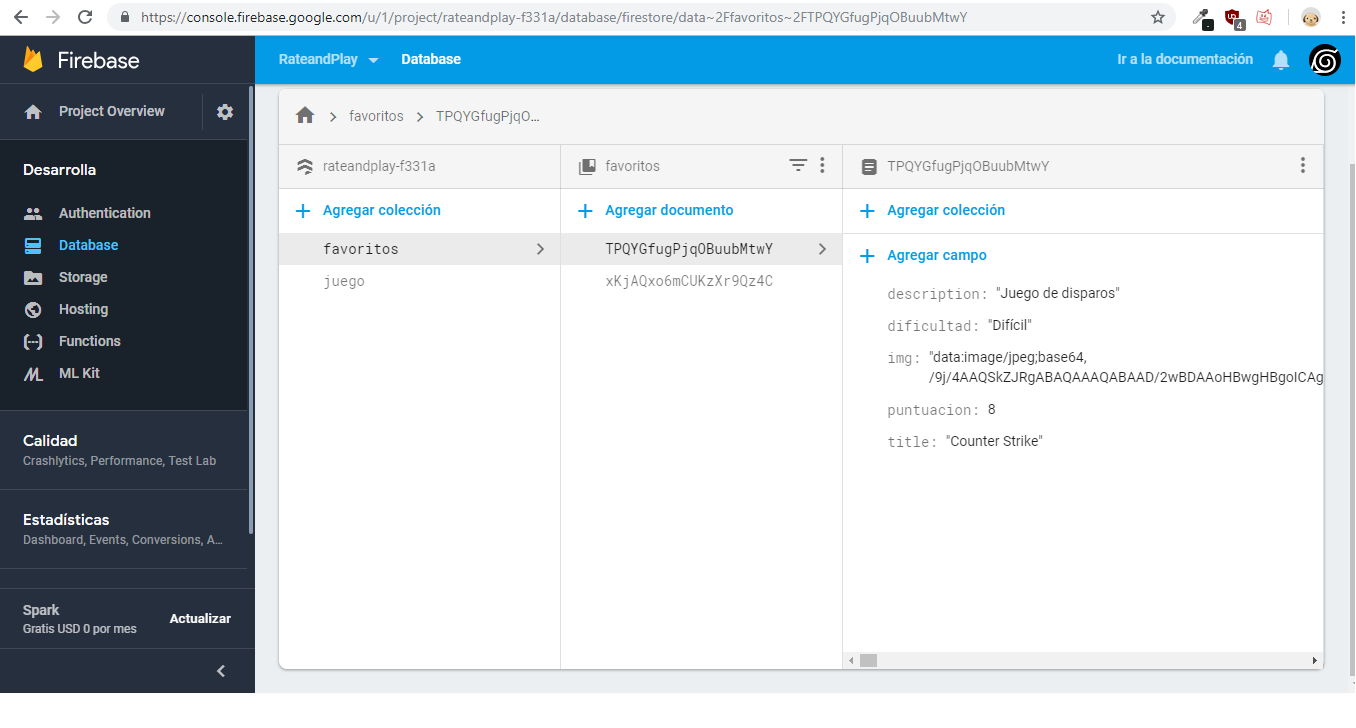 https://console.firebase.google.com/u/1/project/rateandplay-f331a/database/firestore/data~2Ffavoritos~2FTPQYGfugPjqOBuubMtwY
4
Firebase
RateandPlay
Database
Ir a la documentación
Project Overview
favoritos
TPQYGfugPjqO...
Desarrolla
Authentication
Database
Storage
Hosting
Functions
ML Kit
Calidad
Crashlytics, Performance, Test Lab
Estadísticas
Dashboard, Events, Conversions, A...
Spark
Gratis USD 0 por mes
Actualizar
rateandplay-f331a
Agregar colección
favoritos
juego
favoritos
Agregar documento
TPQYGfugPjqOBuubMtwY
xKjAQxo6mCUKzXr9Qz4C
TPQYGfugPjqOBuubMtwY
Agregar colección
Agregar campo
description: "Juego de disparos"
dificultad: "Difícil"
img: "data:image/jpeg;base64,
/9j/4AAQSkZJRgABAQAAAQABAAD/2wBDAAoHBwgHBgoICAg
puntuacion: 8
title: "Counter Strike"